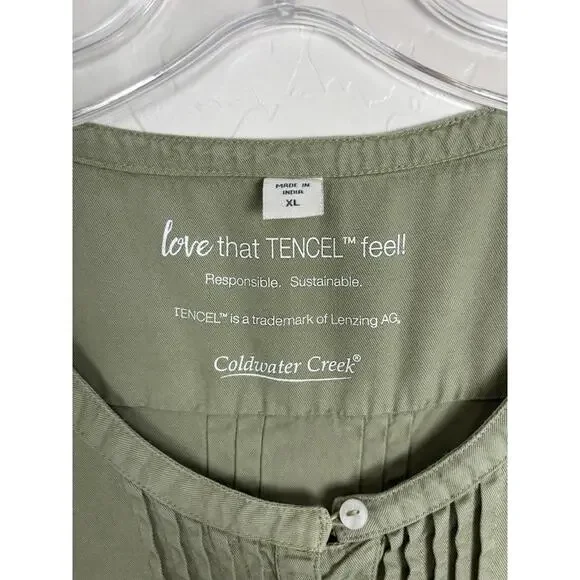 MADE IN
INDIA
XL
love that TENCEL™ feel!
Responsible. Sustainable.
TENCEL™ is a trademark of Lenzing AG.
Coldwater Creek®